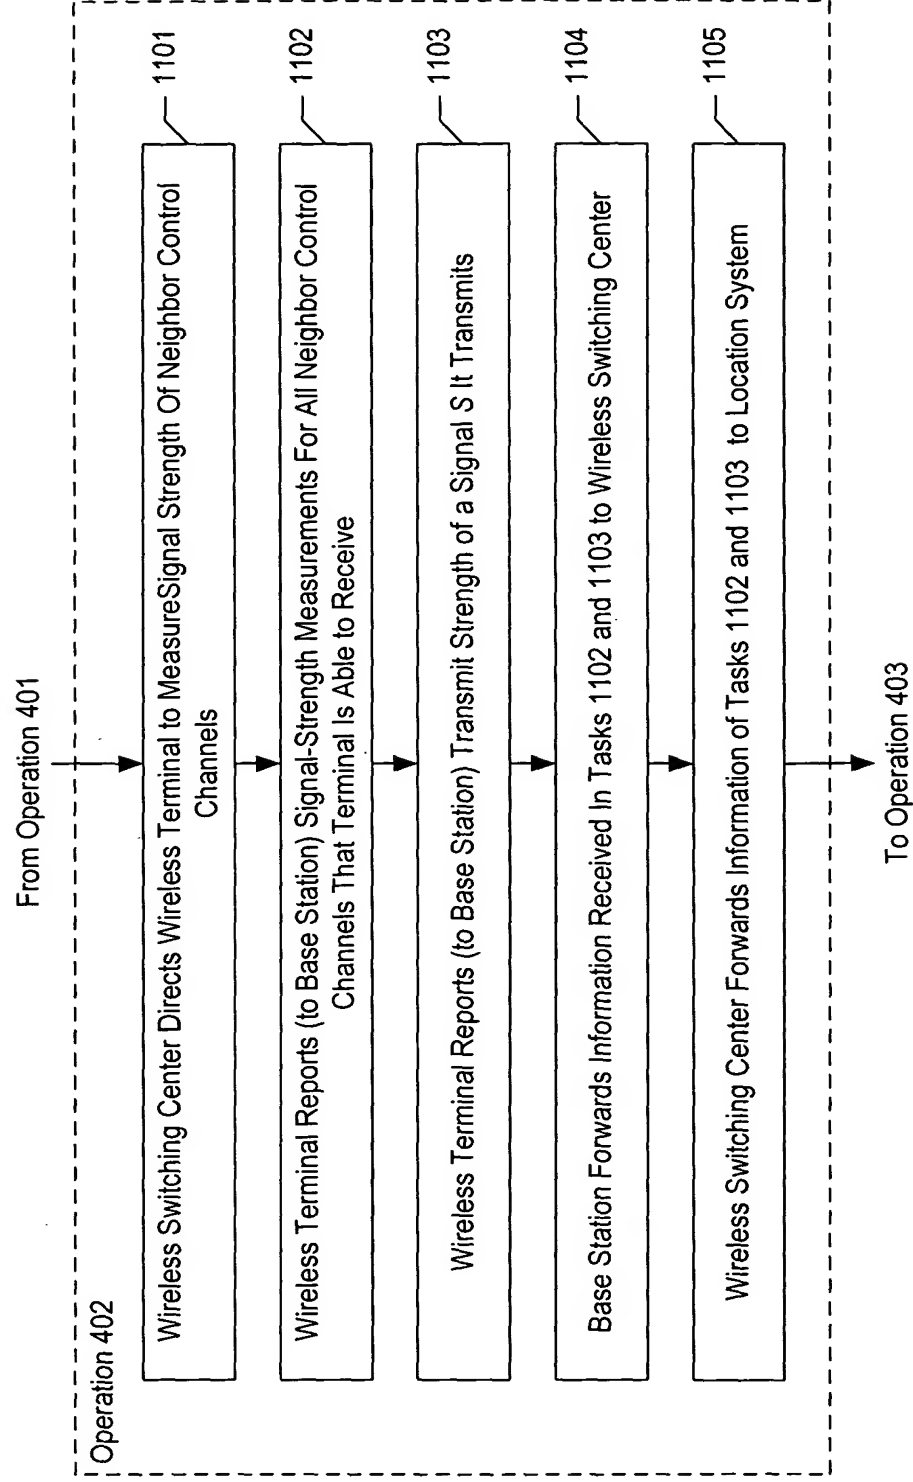 From Operation 401
Operation 402
Wireless Switching Center Directs Wireless Terminal to MeasureSignal Strength Of Neighbor Control
Channels
1101
Wireless Terminal Reports (to Base Station) Signal-Strength Measurements For All Neighbor Control
Channels That Terminal Is Able to Receive
1102
Wireless Terminal Reports (to Base Station) Transmit Strength of a Signal S It Transmits
1103
Base Station Forwards Information Received In Tasks 1102 and 1103 to Wireless Switching Center
1104
Wireless Switching Center Forwards Information of Tasks 1102 and 1103 to Location System
1105
To Operation 403